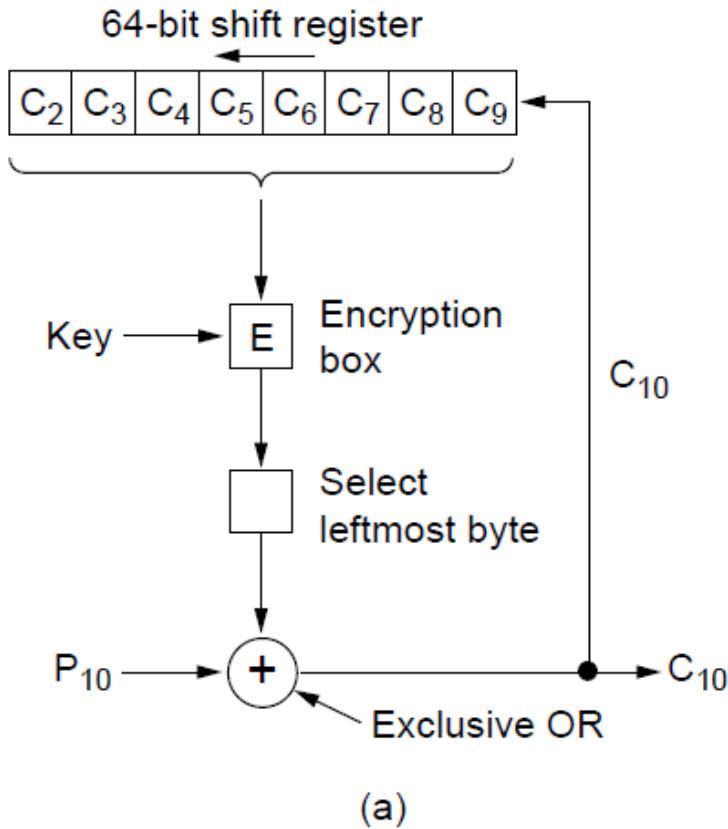 64-bit shift register
C₂ C₃ C₄ C₅ C₆ C₇ C₈ C₉
Key
E
Encryption
box
C₁₀
Select
leftmost byte
P₁₀
+
C₁₀
Exclusive OR
(a)